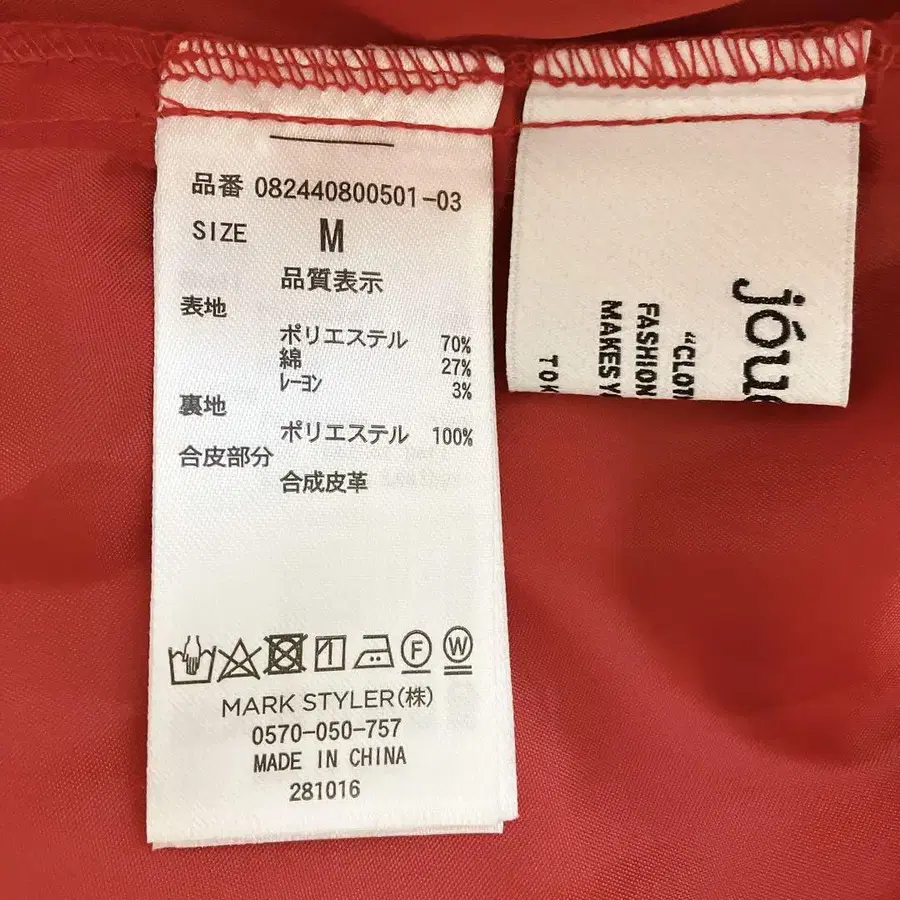 品番 082440800501-03
SIZE M
品質表示
表地
ポリエステル 70%
綿 27%
レーヨン 3%
裏地
ポリエステル 100%
合皮部分
合成皮革
F W
MARK STYLER(株)
0570-050-757
MADE IN CHINA
281016
jóue
"CLOT
FASHION
MAKES Y
TOK